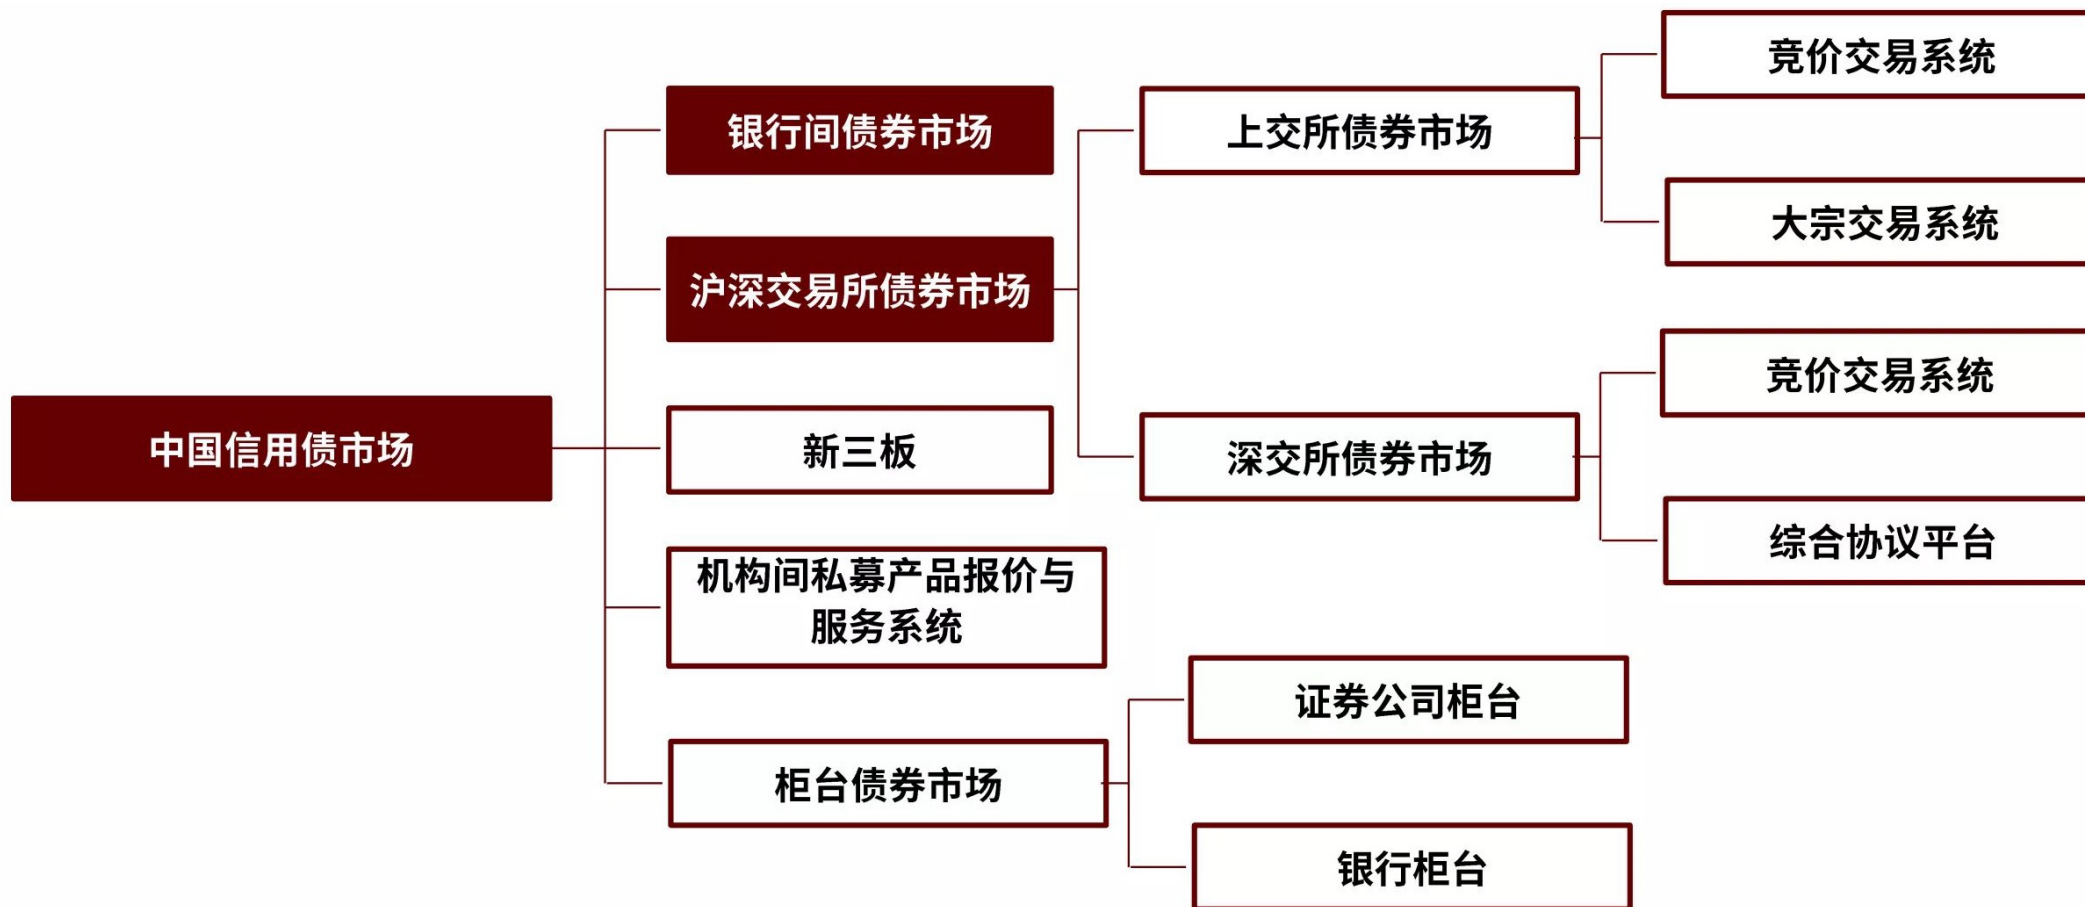 竞价交易系统
银行间债券市场
上交所债券市场
大宗交易系统
沪深交易所债券市场
竞价交易系统
中国信用债市场
新三板
深交所债券市场
综合协议平台
机构间私募产品报价与
服务系统
证券公司柜台
柜台债券市场
银行柜台